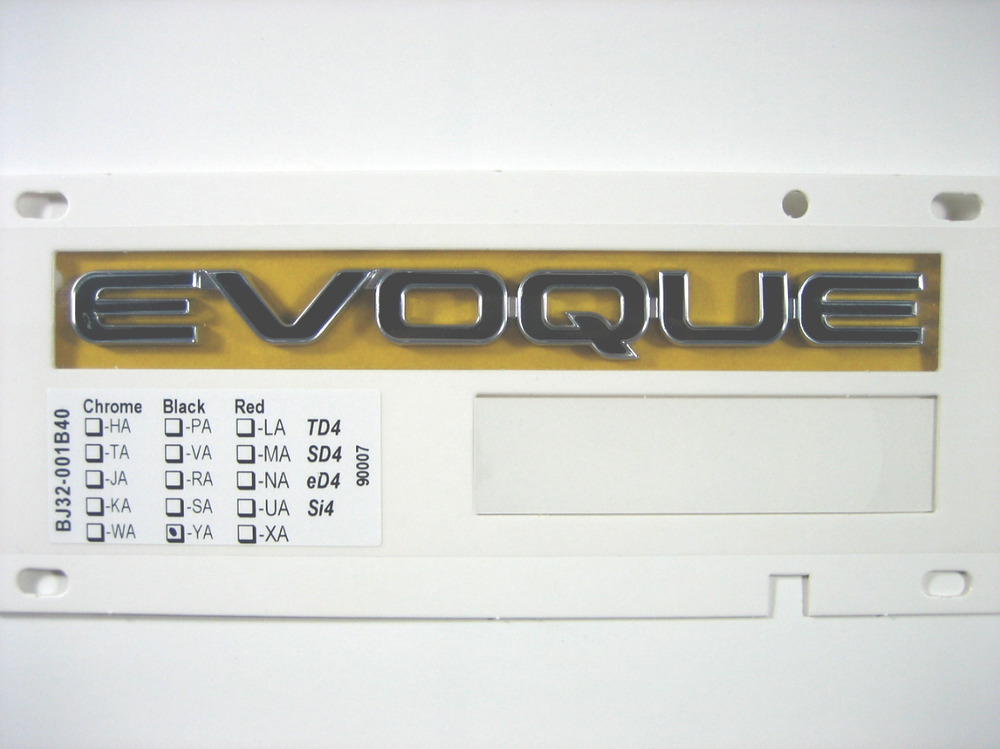 EVOQUE
BJ32-001B40
Chrome Black Red
-HA -PA -LA TD4
-TA -VA -MA SD4
-JA -RA -NA eD4
-KA -SA -UA Si4
-WA -YA -XA
90007